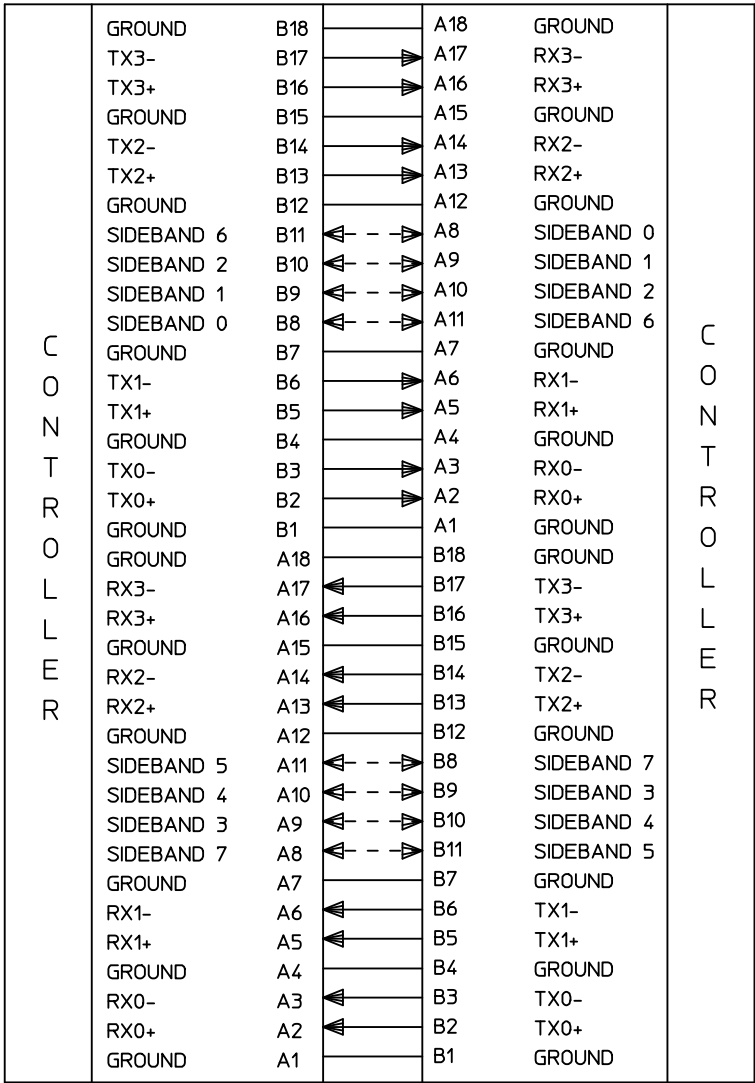 GROUND B18 A18 GROUND
TX3- B17 A17 RX3-
TX3+ B16 A16 RX3+
GROUND B15 A15 GROUND
TX2- B14 A14 RX2-
TX2+ B13 A13 RX2+
GROUND B12 A12 GROUND
SIDEBAND 6 B11 A8 SIDEBAND 0
SIDEBAND 2 B10 A9 SIDEBAND 1
SIDEBAND 1 B9 A10 SIDEBAND 2
SIDEBAND 0 B8 A11 SIDEBAND 6
GROUND B7 A7 GROUND
TX1- B6 A6 RX1-
TX1+ B5 A5 RX1+
GROUND B4 A4 GROUND
TX0- B3 A3 RX0-
TX0+ B2 A2 RX0+
GROUND B1 A1 GROUND
GROUND A18 B18 GROUND
RX3- A17 B17 TX3-
RX3+ A16 B16 TX3+
GROUND A15 B15 GROUND
RX2- A14 B14 TX2-
RX2+ A13 B13 TX2+
GROUND A12 B12 GROUND
SIDEBAND 5 A11 B8 SIDEBAND 7
SIDEBAND 4 A10 B9 SIDEBAND 3
SIDEBAND 3 A9 B10 SIDEBAND 4
SIDEBAND 7 A8 B11 SIDEBAND 5
GROUND A7 B7 GROUND
RX1- A6 B6 TX1-
RX1+ A5 B5 TX1+
GROUND A4 B4 GROUND
RX0- A3 B3 TX0-
RX0+ A2 B2 TX0+
GROUND A1 B1 GROUND
CONTROLLER
CONTROLLER